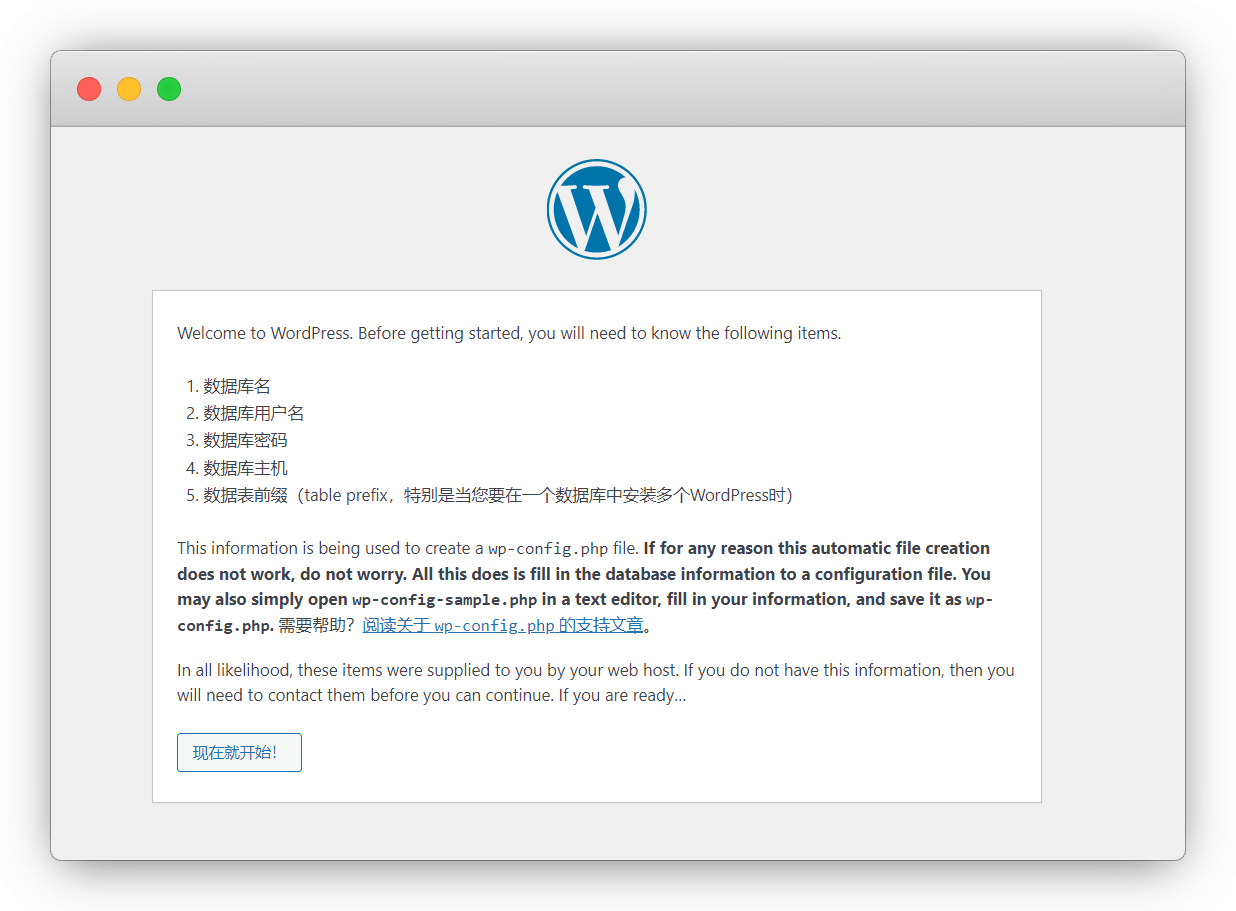 Welcome to WordPress. Before getting started, you will need to know the following items.
1. 数据库名
2. 数据库用户名
3. 数据库密码
4. 数据库主机
5. 数据表前缀（table prefix，特别是当您要在一个数据库中安装多个WordPress时）
This information is being used to create a wp-config.php file. If for any reason this automatic file creation
does not work, do not worry. All this does is fill in the database information to a configuration file. You
may also simply open wp-config-sample.php in a text editor, fill in your information, and save it as wp-
config.php. 需要帮助？阅读关于 wp-config.php 的支持文章。
In all likelihood, these items were supplied to you by your web host. If you do not have this information, then you
will need to contact them before you can continue. If you are ready…
现在就开始！